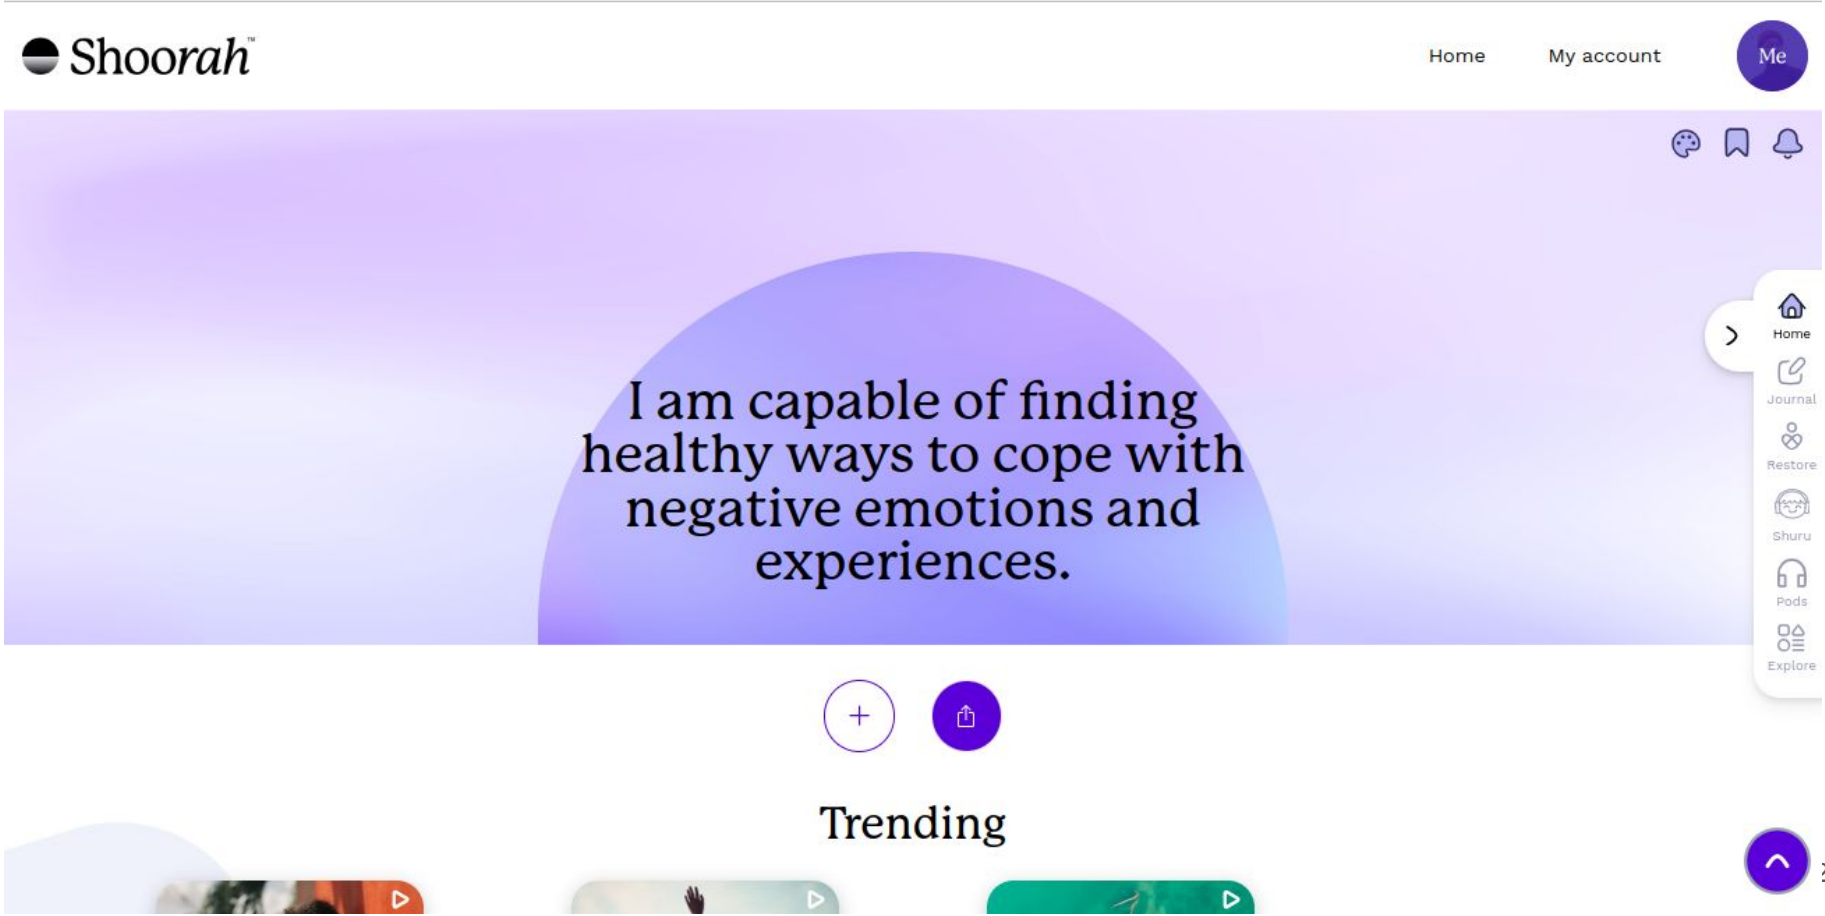 Shoorah™
Home
My account
Me
I am capable of finding
healthy ways to cope with
negative emotions and
experiences.
Home
Journal
Restore
Shuru
Pods
Explore
Trending